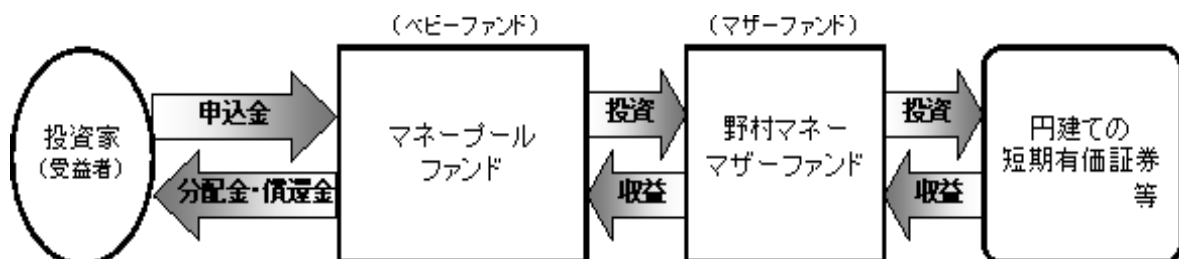 (ベビーファンド)
(マザーファンド)
申込金
投資
投資
投資家
(受益者)
マネープール
ファンド
野村マネー
マザーファンド
円建ての
短期有価証券
等
分配金・償還金
収益
収益